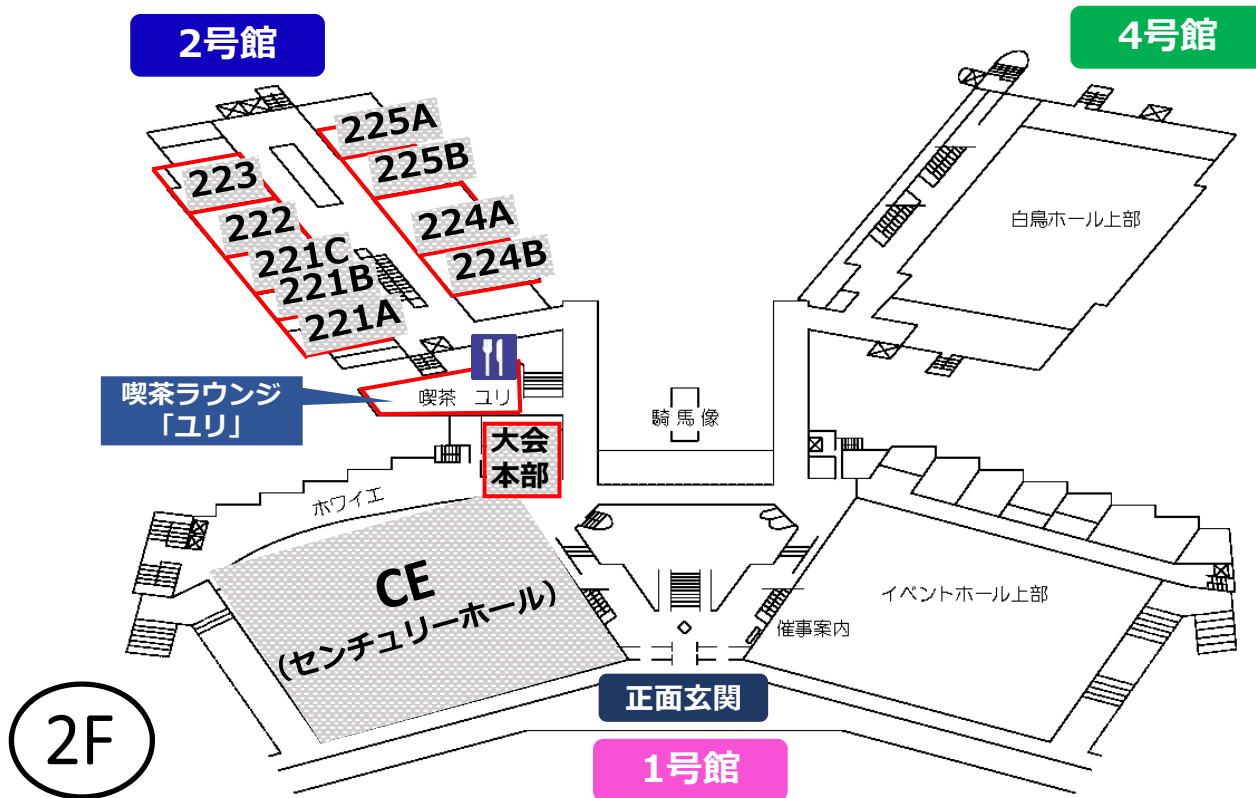 2号館
4号館
225A
225B
223
222
221C
221B
221A
224A
224B
白鳥ホール上部
喫茶ラウンジ
「ユリ」
喫茶 ユリ
騎馬像
大会
本部
ホワイエ
CE
(センチュリーホール)
イベントホール上部
催事案内
正面玄関
1号館
2F